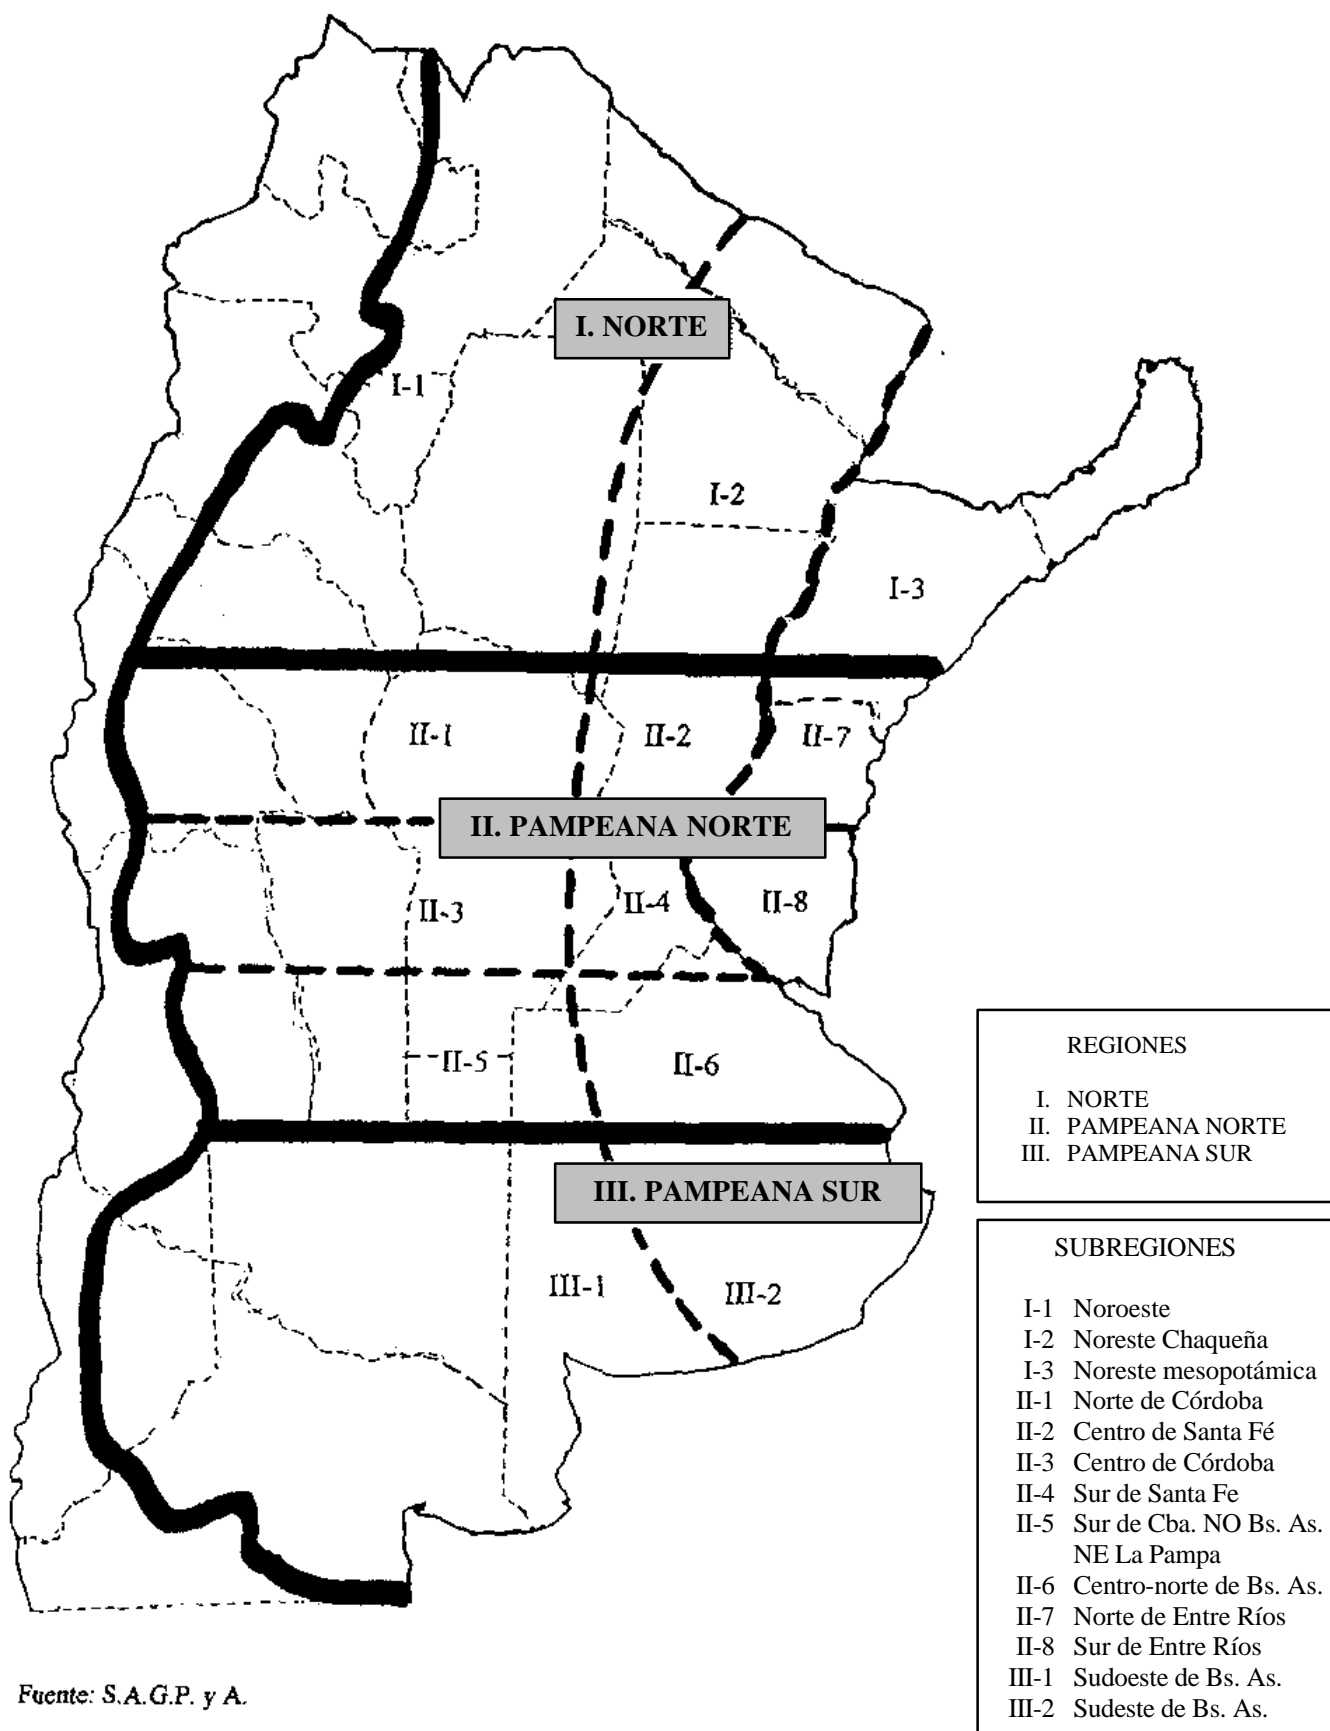 I. NORTE
I-1
I-2
I-3
II-1
II-2
II-7
II. PAMPEANA NORTE
II-3
II-4
II-8
II-5
II-6
III. PAMPEANA SUR
III-1
III-2
REGIONES
I. NORTE
II. PAMPEANA NORTE
III. PAMPEANA SUR
SUBREGIONES
I-1 Noroeste
I-2 Noreste Chaqueña
I-3 Noreste mesopotámica
II-1 Norte de Córdoba
II-2 Centro de Santa Fé
II-3 Centro de Córdoba
II-4 Sur de Santa Fe
II-5 Sur de Cba. NO Bs. As.
NE La Pampa
II-6 Centro-norte de Bs. As.
II-7 Norte de Entre Ríos
II-8 Sur de Entre Ríos
III-1 Sudoeste de Bs. As.
III-2 Sudeste de Bs. As.
Fuente: S.A.G.P. y A.